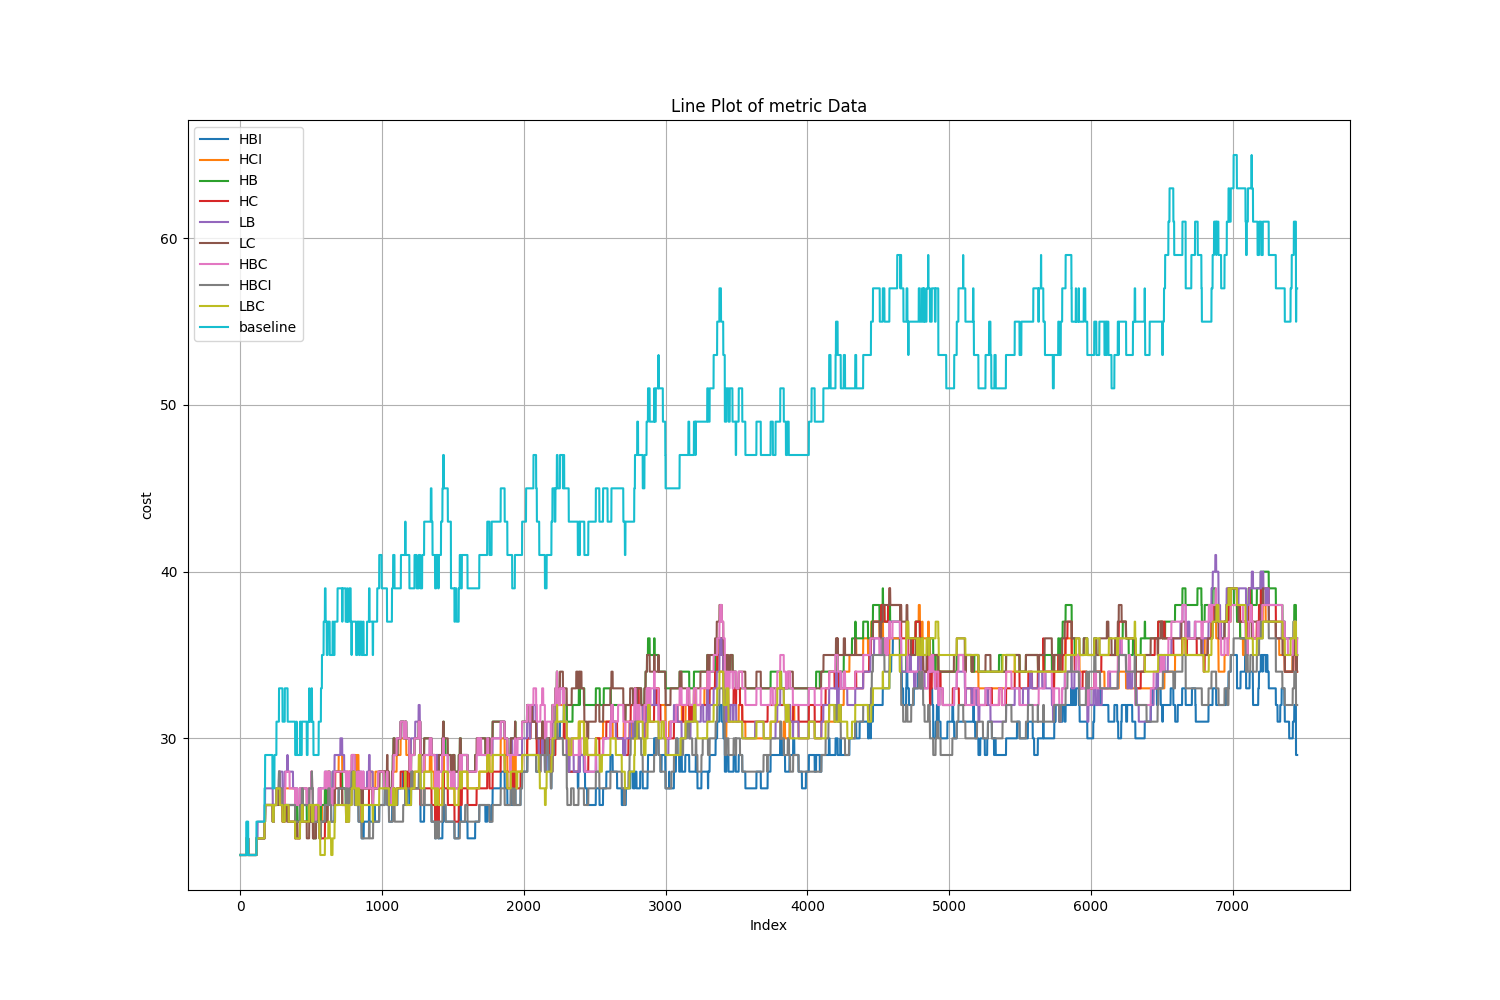 Line Plot of metric Data
HBI
HCI
HB
HC
LB
LC
HBC
HBCI
LBC
baseline
60
50
40
30
cost
0 1000 2000 3000 4000 5000 6000 7000
Index